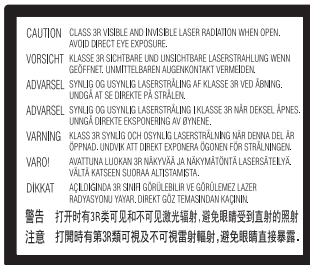 CAUTION CLASS 3R VISIBLE AND INVISIBLE LASER RADIATION WHEN OPEN.
AVOID DIRECT EYE EXPOSURE.
VORSICHT KLASSE 3R SICHTBARE UND UNSICHTBARE LASERSTRAHLUNG WENN
GEÖFFNET. UNMITTELBAREN AUGENKONTAKT VERMEIDEN.
ADVARSEL SYNLIG OG USYNLIG LASERSTRÅLING AF KLASSE 3R VED ÅBNING.
UNDGÅ AT SE DIREKTE PÅ STRÅLEN.
ADVARSEL SYNLIG OG USYNLIG LASERSTRÅLING I KLASSE 3R NÅR DEKSEL ÅPNES.
UNNGÅ DIREKTE EKSPONERING AV ØYNENE.
VARNING KLASS 3R SYNLIG OCH OSYNLIG LASERSTRÅLNING NÄR DENNA DEL ÄR
ÖPPNAD. UNDVIK ATT DIREKT EXPONERA ÖGONEN FÖR STRÅLNINGEN.
VARO! AVATTUNA LUOKAN 3R NÄKYVÄÄ JA NÄKYMÄTÖNTÄ LASERSÄTEILYÄ.
VÄLTÄ KATSEEN SUORAA ALTISTAMISTA.
DİKKAT AÇILDIĞINDA 3R SINIFI GÖRÜLEBİLİR VE GÖRÜLEMEZ LAZER
RADYASYONU YAYAR. DİREKT GÖZ TEMASINDAN KAÇININ.
警告 打开时有3R类可见和不可见激光辐射,避免眼睛受到直射的照射
注意 打開時有第3R類可視及不可視雷射輻射,避免眼睛直接暴露。